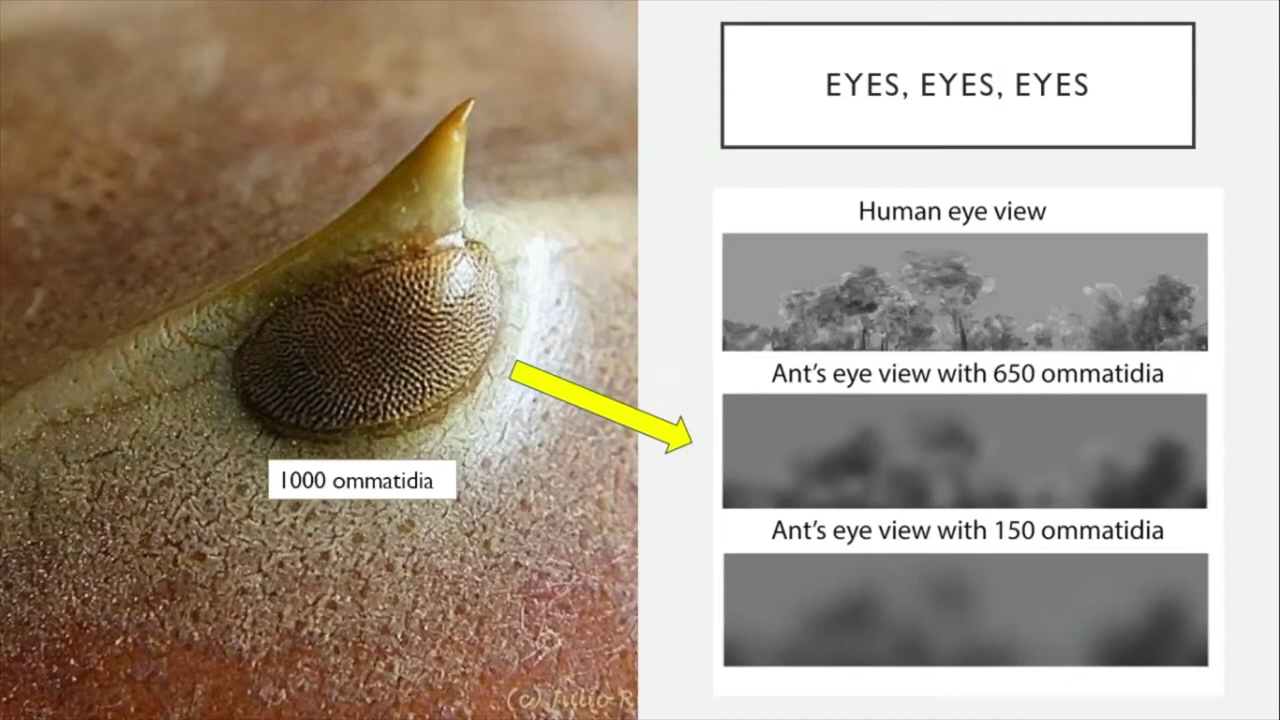 EYES, EYES, EYES
Human eye view
Ant's eye view with 650 ommatidia
1000 ommatidia
Ant's eye view with 150 ommatidia
(c) Julio